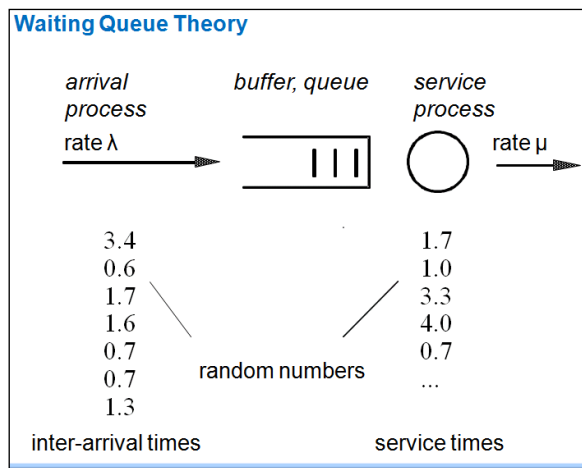 Waiting Queue Theory
arrival process
buffer, queue
service process
rate λ
rate μ
3.4
0.6
1.7
1.6
0.7
0.7
1.3
1.7
1.0
3.3
4.0
0.7
...
random numbers
inter-arrival times
service times